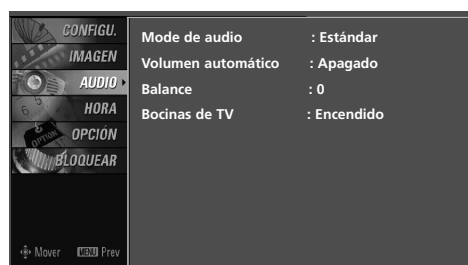 CONFIGU.
IMAGEN
AUDIO
HORA
OPCIÓN
BLOQUEAR
Mover MENU Prev
Mode de audio : Estándar
Volumen automático : Apagado
Balance : 0
Bocinas de TV : Encendido